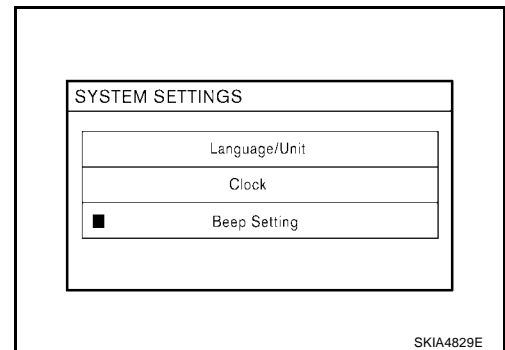 SYSTEM SETTINGS
Language/Unit
Clock
Beep Setting
SKIA4829E